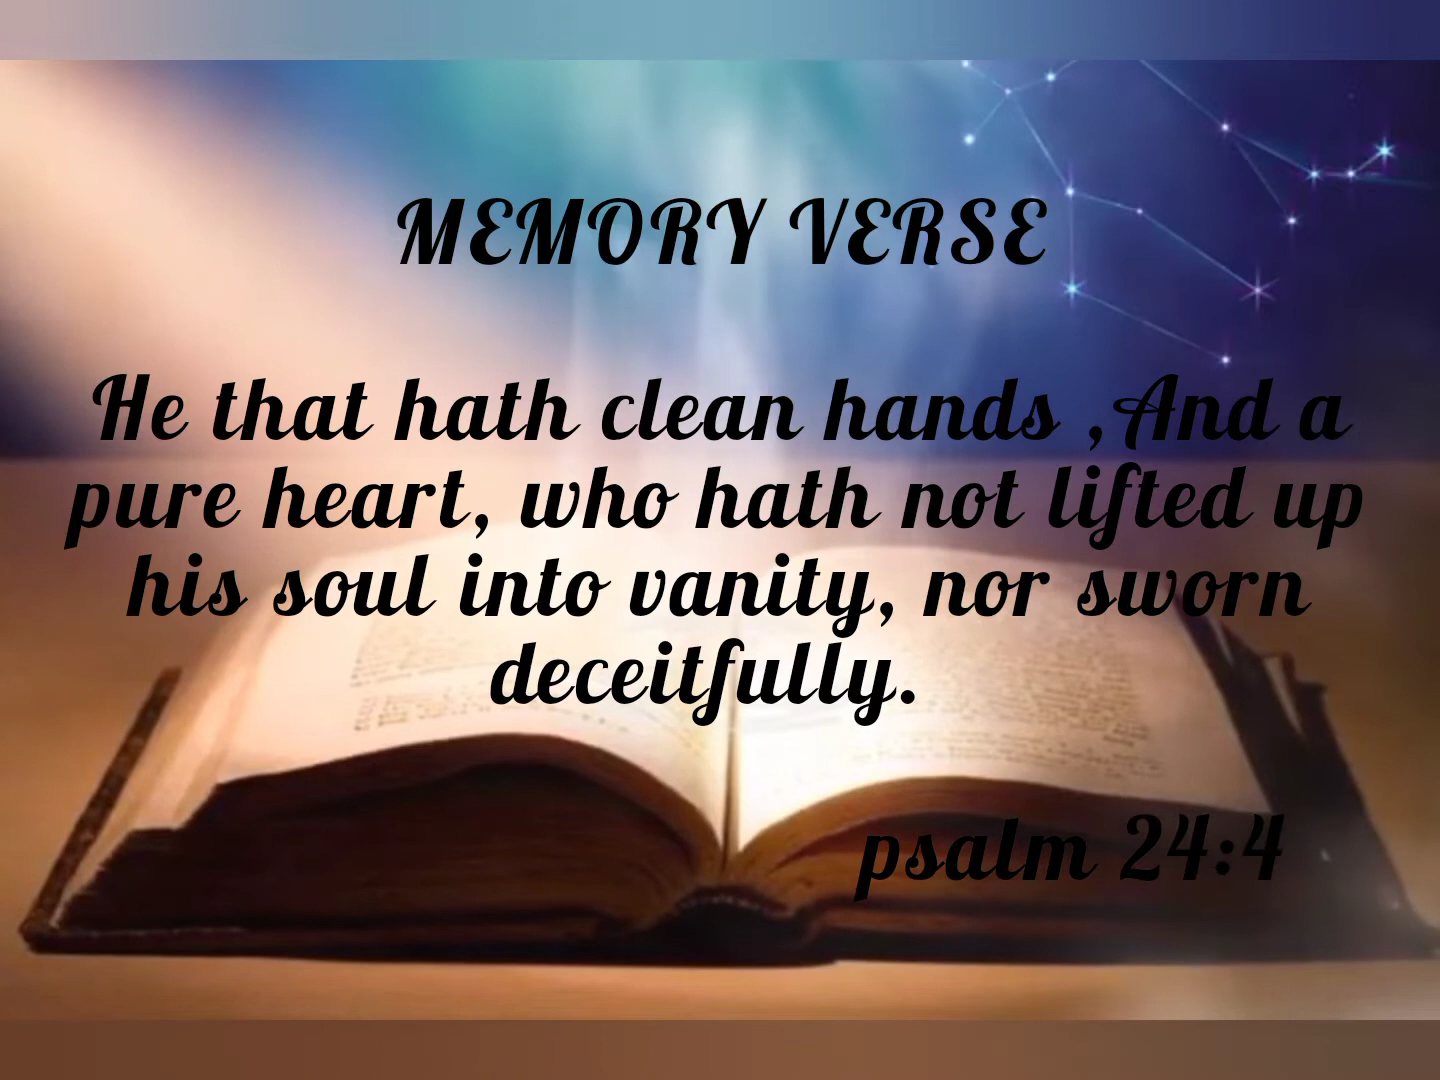 MEMORY VERSE
He that hath clean hands ,And a
pure heart, who hath not lifted up
his soul into vanity, nor sworn
deceitfully.
psalm 24:4